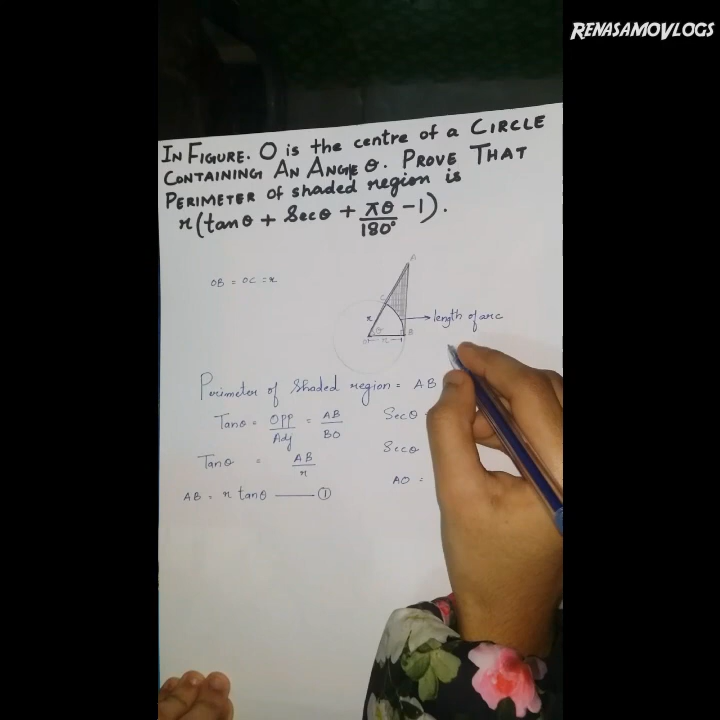 RENASAMOVLOGS
IN FIGURE. O is the centre of a CIRCLE
CONTAINING AN ANGLE θ. PROVE THAT
PERIMETER of shaded region is
r(tanθ + Secθ + πθ/180° - 1).
OB = OC = r
A
C
r
θ
B
r
length of arc
Perimeter of Shaded region = AB
Tanθ = OPP/Adj = AB/BO
Secθ
Tanθ = AB/r
Secθ
AB = r tanθ ——— ①
AO =